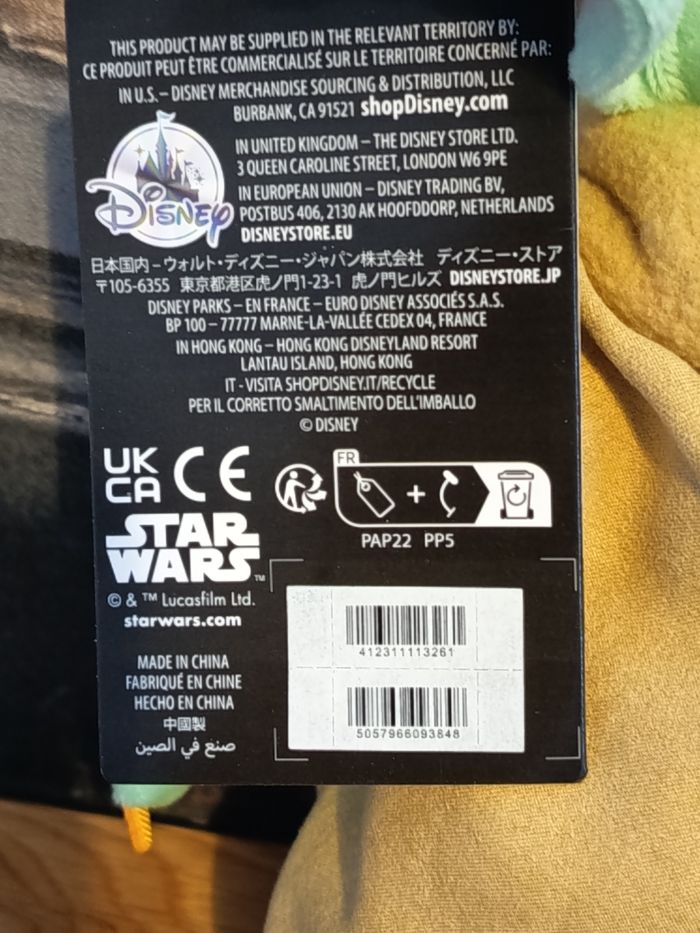 THIS PRODUCT MAY BE SUPPLIED IN THE RELEVANT TERRITORY BY:
CE PRODUIT PEUT ÊTRE COMMERCIALISÉ SUR LE TERRITOIRE CONCERNÉ PAR:
IN U.S. – DISNEY MERCHANDISE SOURCING & DISTRIBUTION, LLC
BURBANK, CA 91521 shopDisney.com
DISNEY
IN UNITED KINGDOM – THE DISNEY STORE LTD.
3 QUEEN CAROLINE STREET, LONDON W6 9PE
IN EUROPEAN UNION – DISNEY TRADING BV,
POSTBUS 406, 2130 AK HOOFDDORP, NETHERLANDS
DISNEYSTORE.EU
日本国内 – ウォルト・ディズニー・ジャパン株式会社 ディズニー・ストア
〒105-6355 東京都港区虎ノ門1-23-1 虎ノ門ヒルズ DISNEYSTORE.JP
DISNEY PARKS – EN FRANCE – EURO DISNEY ASSOCIÉS S.A.S.
BP 100 – 77777 MARNE-LA-VALLÉE CEDEX 04, FRANCE
IN HONG KONG – HONG KONG DISNEYLAND RESORT
LANTAU ISLAND, HONG KONG
IT - VISITA SHOPDISNEY.IT/RECYCLE
PER IL CORRETTO SMALTIMENTO DELL'IMBALLO
© DISNEY
UK
CA CE
FR
+
PAP22 PP5
STAR
WARS™
© & ™ Lucasfilm Ltd.
starwars.com
MADE IN CHINA
FABRIQUÉ EN CHINE
HECHO EN CHINA
中國製
صنع في الصين
412311113261
5057966093848